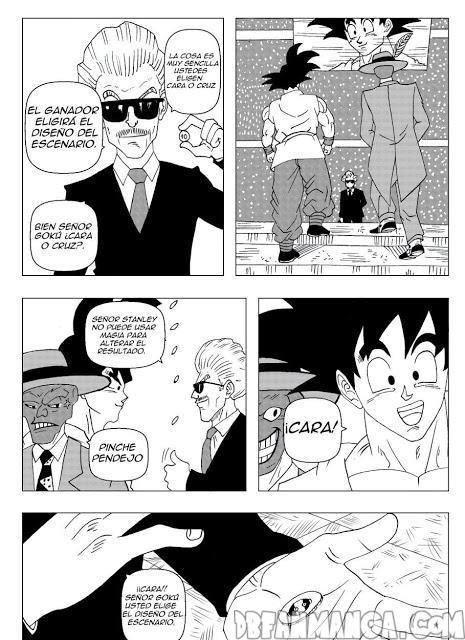 LA COSA ES
MUY SENCILLA
USTEDES
ELIGEN
CARA O CRUZ
EL GANADOR
ELIGIRÁ EL
DISEÑO DEL
ESCENARIO.
10
BIEN SEÑOR
GOKÚ ¿CARA
O CRUZ?.
SEÑOR STANLEY
NO PUEDE USAR
MAGIA PARA
ALTERAR EL
RESULTADO.
PINCHE
PENDEJO
¡CARA!
¡¡CARA!!
SEÑOR GOKÚ
USTED ELIGE
EL DISEÑO DEL
ESCENARIO.
DBFANMANGA.COM